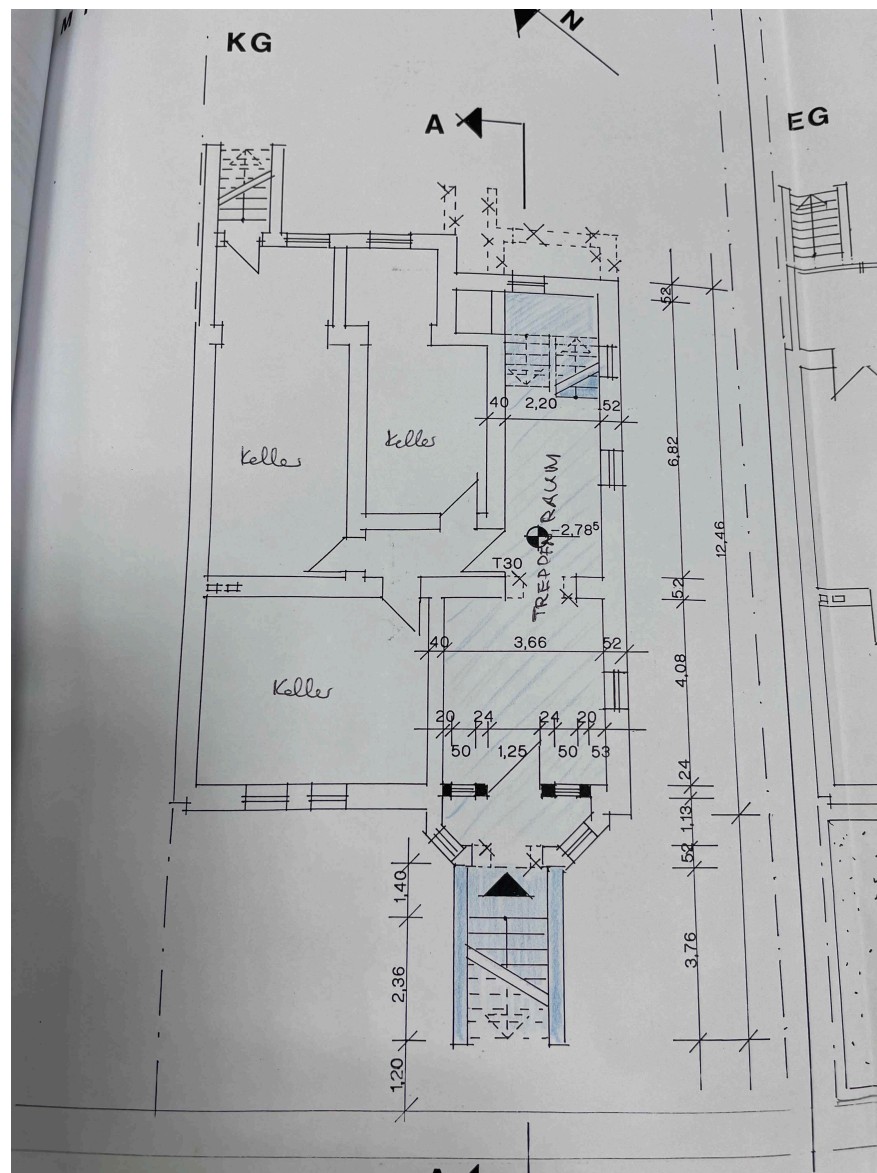 KG
N
A
EG
52
40 2,20 52
Keller
Keller
6,82
12,46
TREPPENRAUM
-2,78⁵
T30
52
40 3,66 52
Keller
4,08
20 24 24 20
50 1,25 50 53
24
1,13
52
1,40
2,36
3,76
1,20